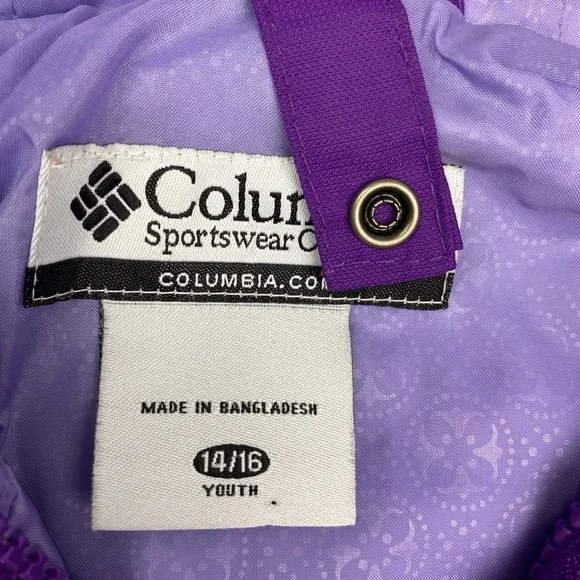 Colum
Sportswear C
COLUMBIA.CO
MADE IN BANGLADESH
14/16
YOUTH